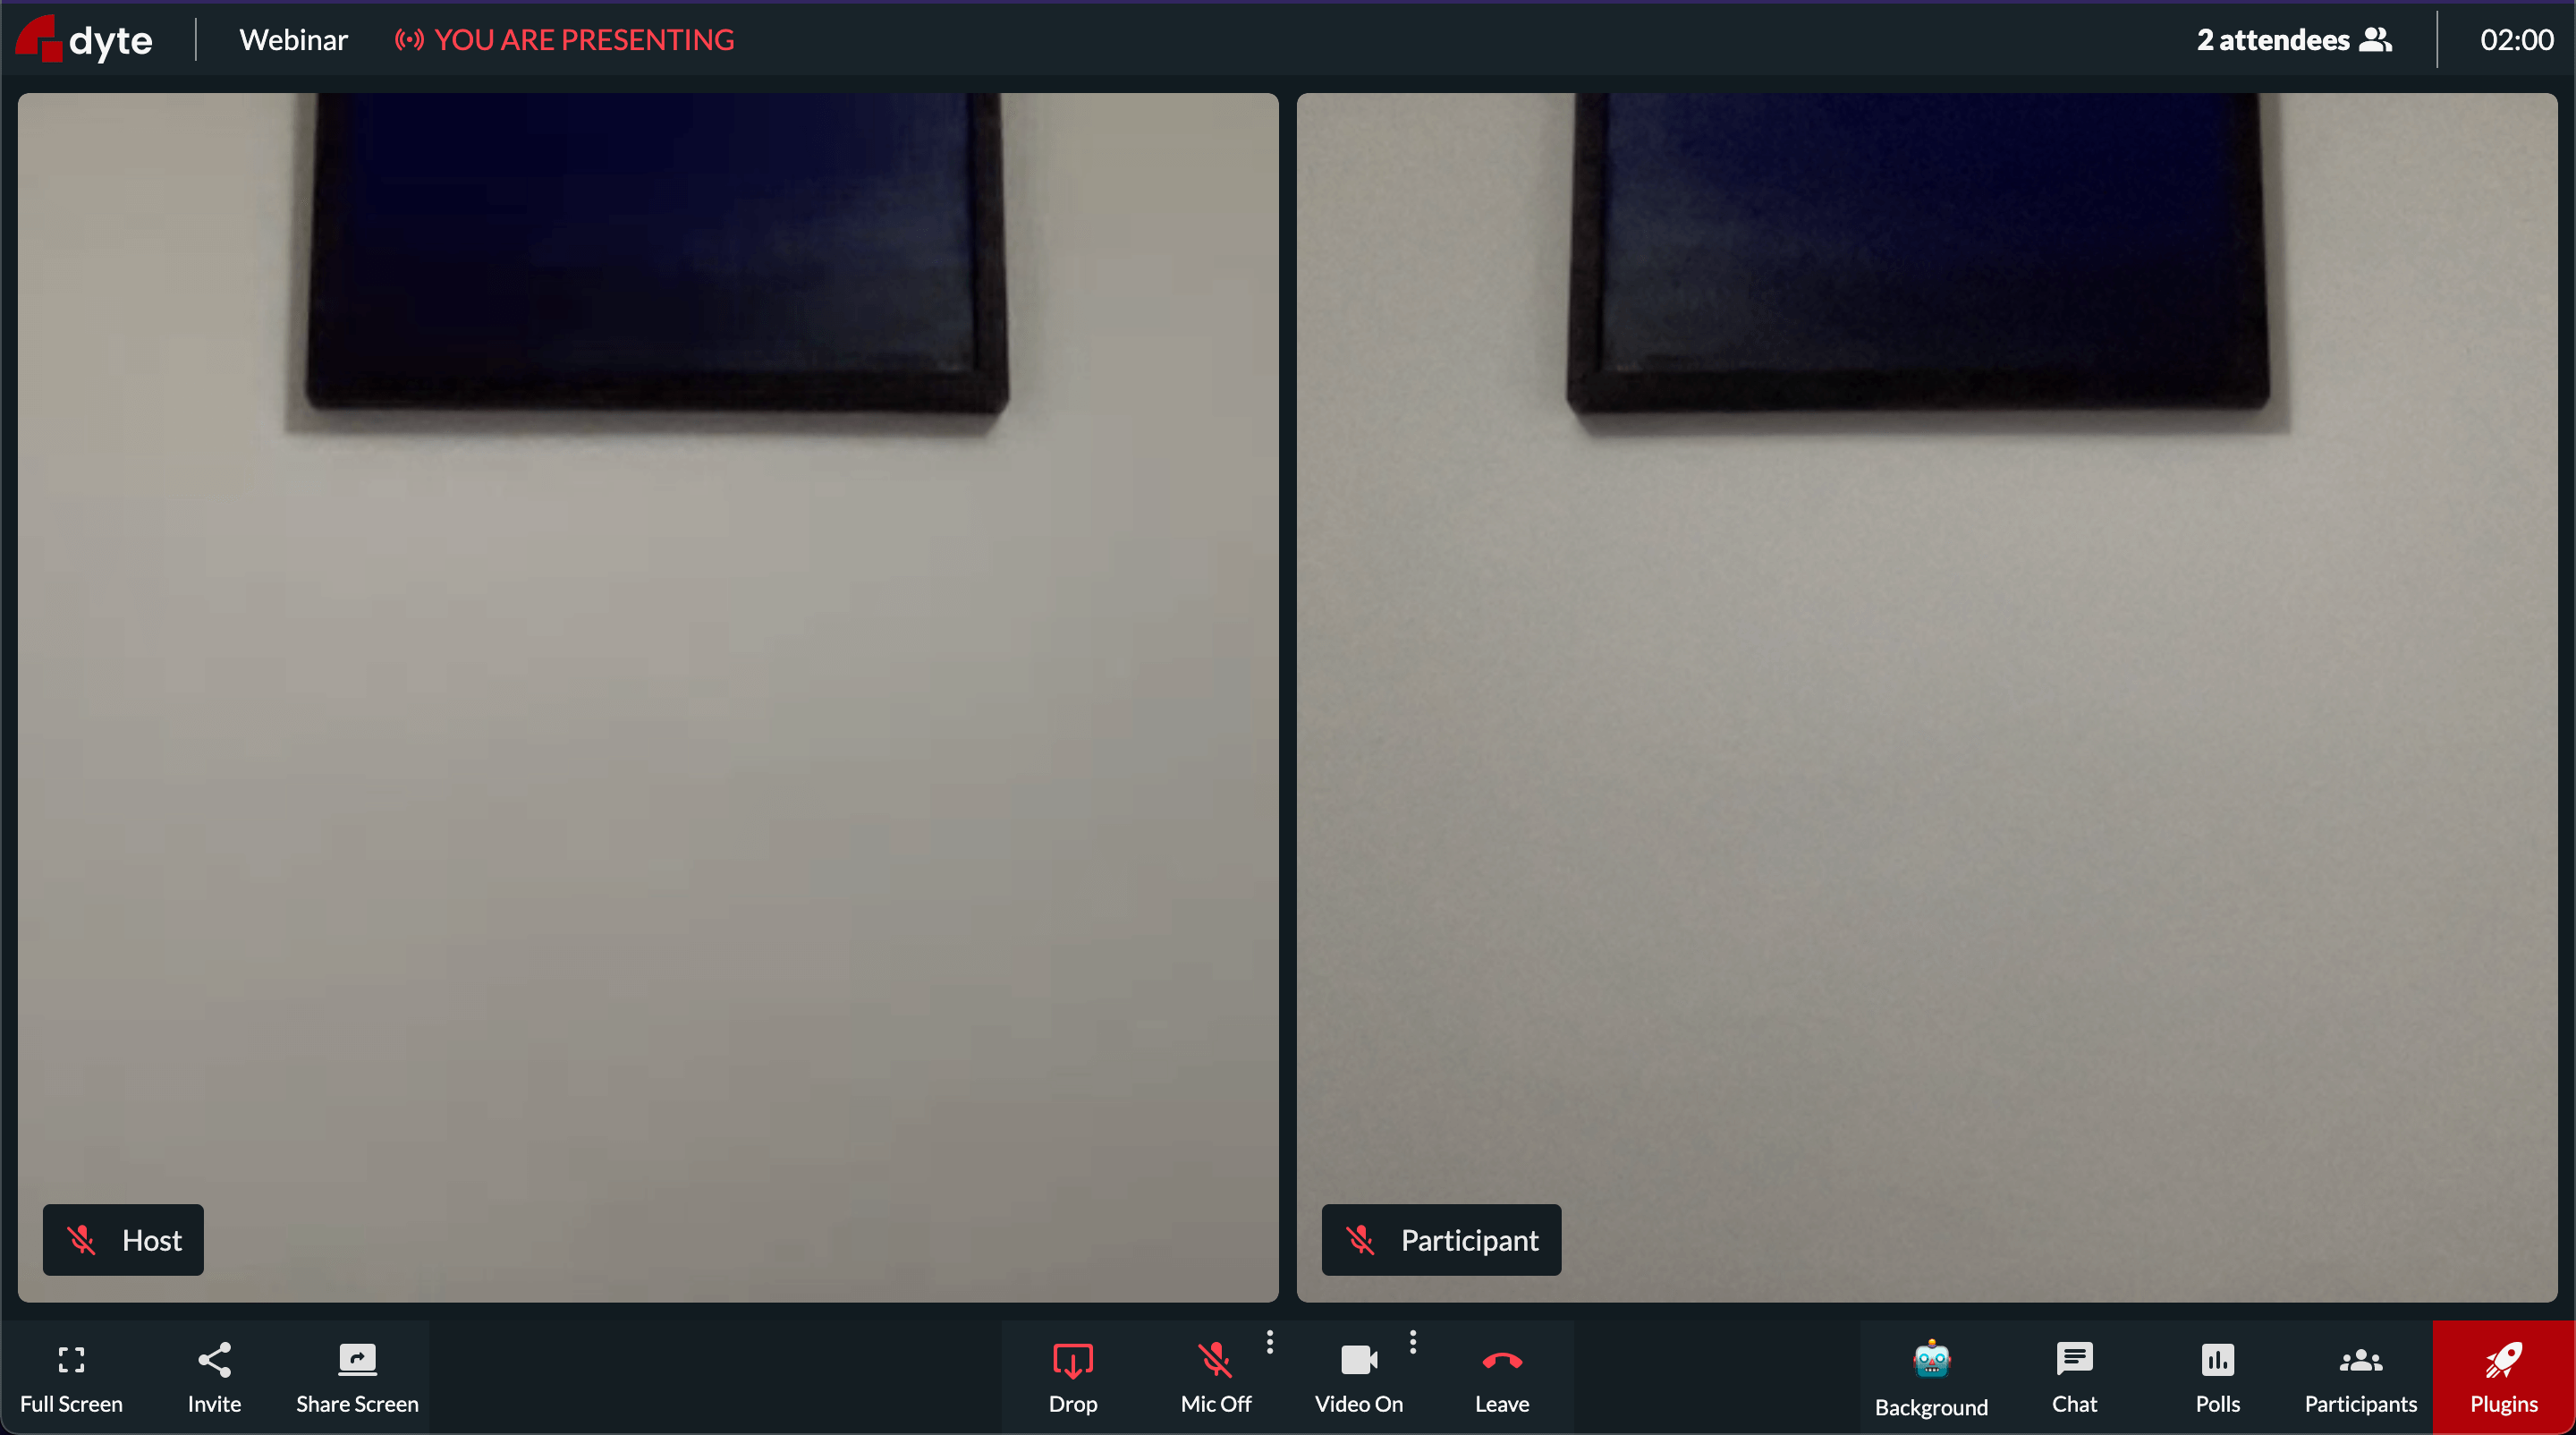 dyte
Webinar
YOU ARE PRESENTING
2 attendees
02:00
Host
Participant
Full Screen
Invite
Share Screen
Drop
Mic Off
Video On
Leave
Background
Chat
Polls
Participants
Plugins